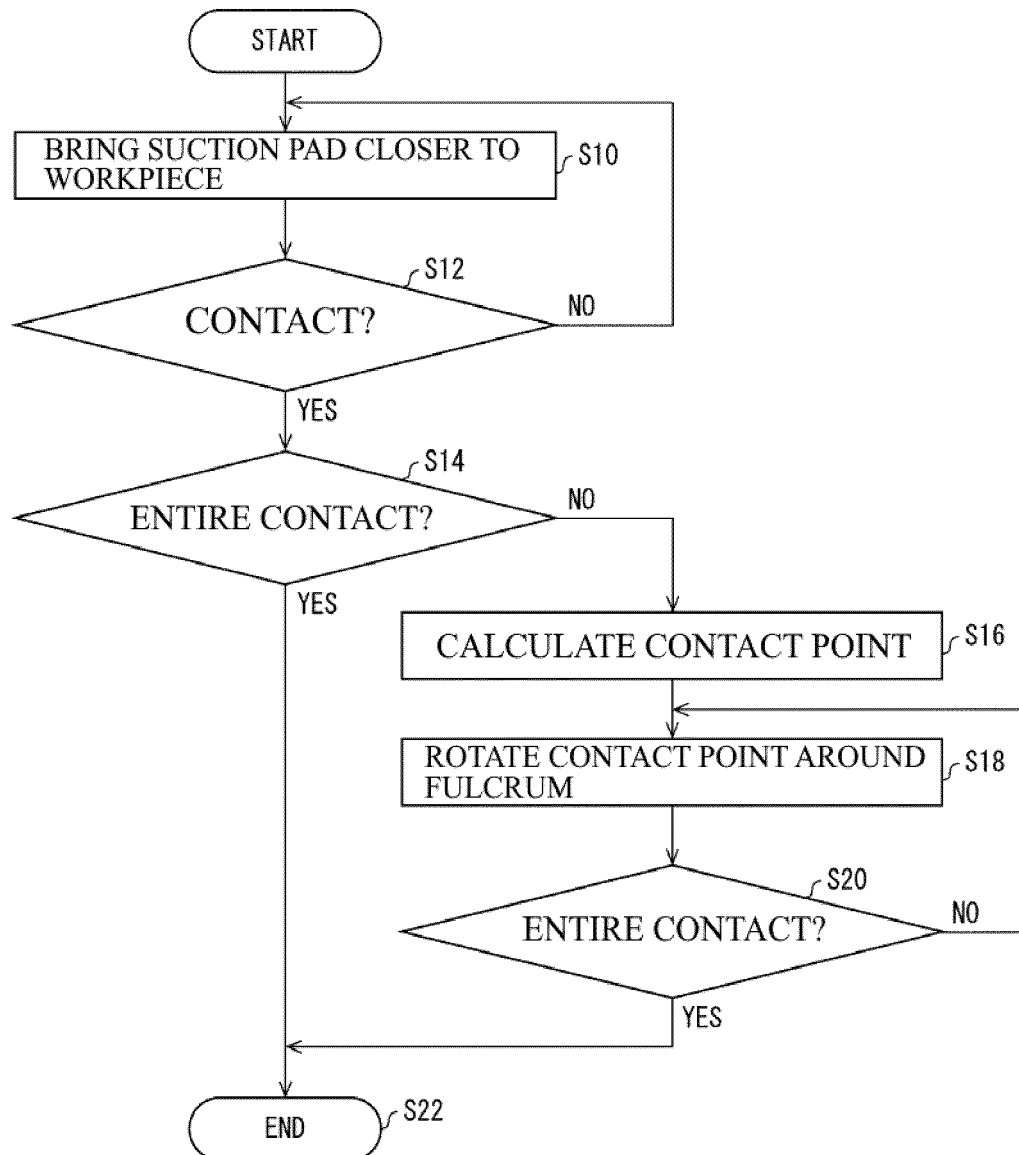 START
BRING SUCTION PAD CLOSER TO
WORKPIECE
S10
S12
CONTACT?
NO
YES
S14
ENTIRE CONTACT?
NO
YES
CALCULATE CONTACT POINT
S16
ROTATE CONTACT POINT AROUND
FULCRUM
S18
S20
ENTIRE CONTACT?
NO
YES
END
S22